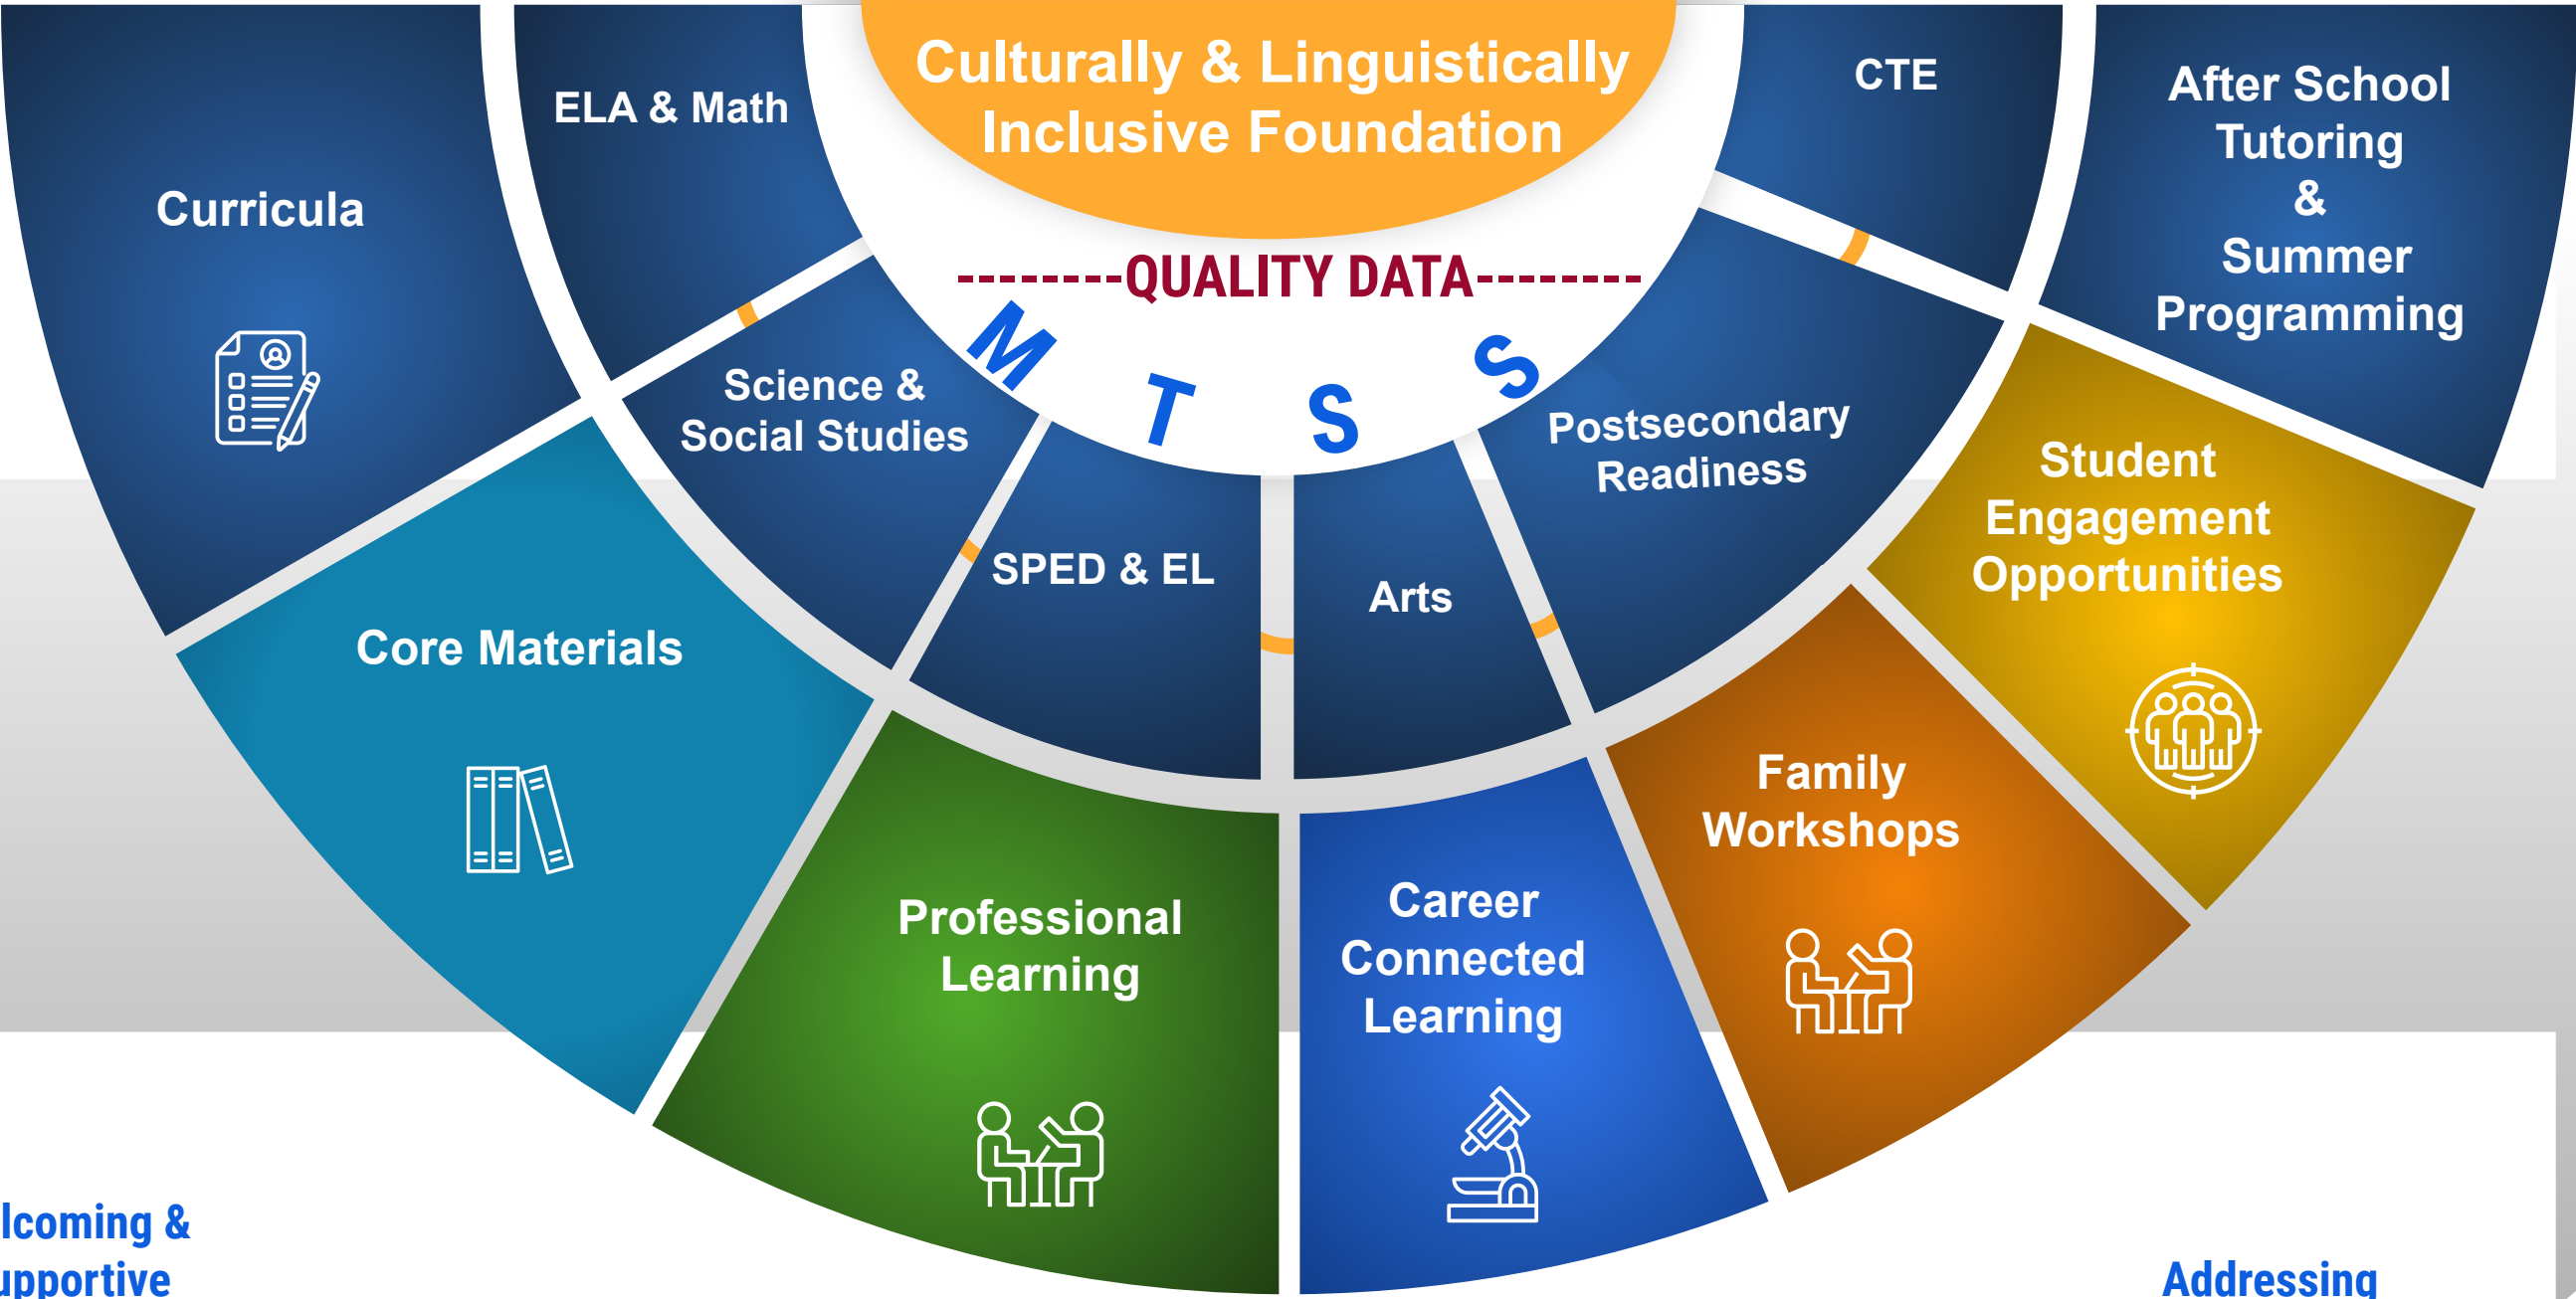 Culturally & Linguistically
Inclusive Foundation
--------QUALITY DATA--------
M T S S
ELA & Math
Science &
Social Studies
SPED & EL
Arts
Postsecondary
Readiness
CTE
Curricula
Core Materials
Professional
Learning
Career
Connected
Learning
Family
Workshops
Student
Engagement
Opportunities
After School
Tutoring
&
Summer
Programming
lcoming &
upportive
Addressing